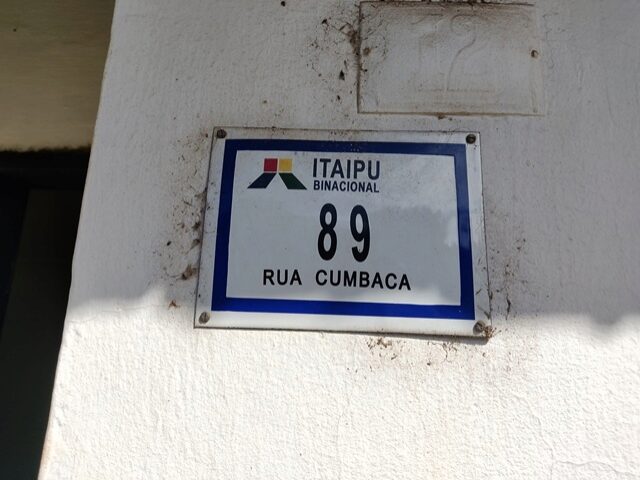 ITAIPU
BINACIONAL
89
RUA CUMBACA